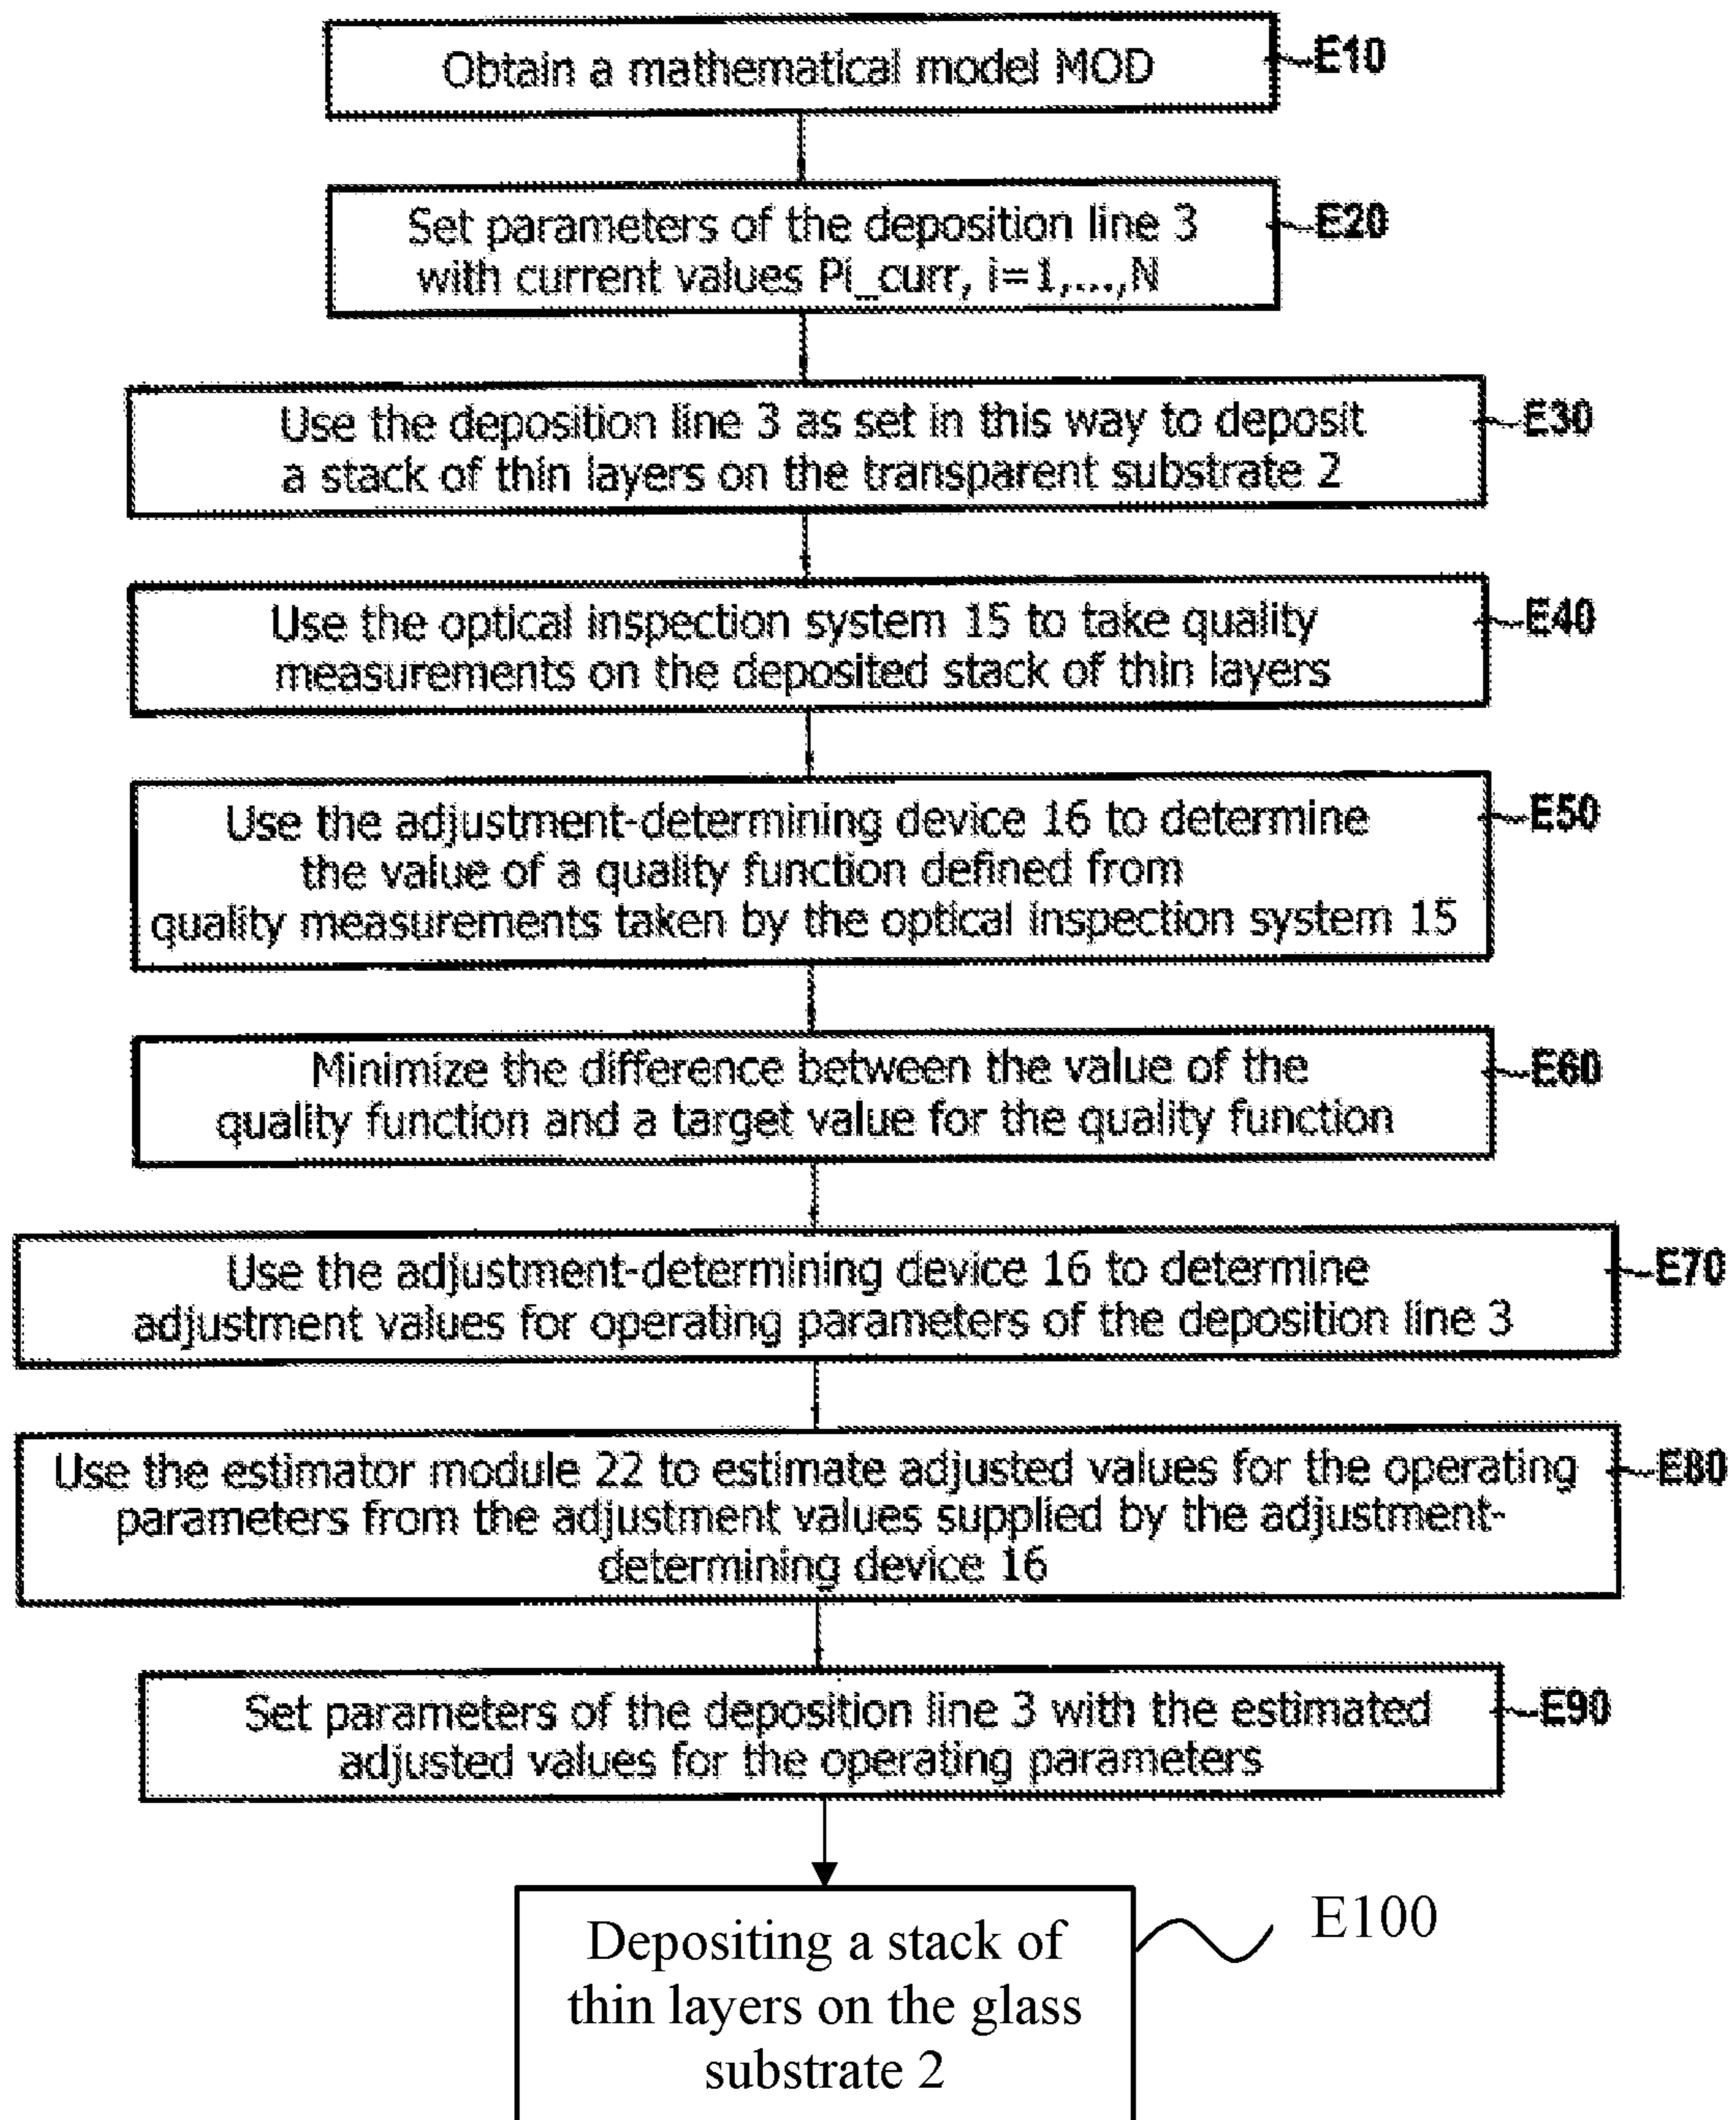 Obtain a mathematical model MOD
E10
Set parameters of the deposition line 3
with current values Pi_curr, i=1,...,N
E20
Use the deposition line 3 as set in this way to deposit
a stack of thin layers on the transparent substrate 2
E30
Use the optical inspection system 15 to take quality
measurements on the deposited stack of thin layers
E40
Use the adjustment-determining device 16 to determine
the value of a quality function defined from
quality measurements taken by the optical inspection system 15
E50
Minimize the difference between the value of the
quality function and a target value for the quality function
E60
Use the adjustment-determining device 16 to determine
adjustment values for operating parameters of the deposition line 3
E70
Use the estimator module 22 to estimate adjusted values for the operating
parameters from the adjustment values supplied by the adjustment-
determining device 16
E80
Set parameters of the deposition line 3 with the estimated
adjusted values for the operating parameters
E90
Depositing a stack of
thin layers on the glass
substrate 2
E100